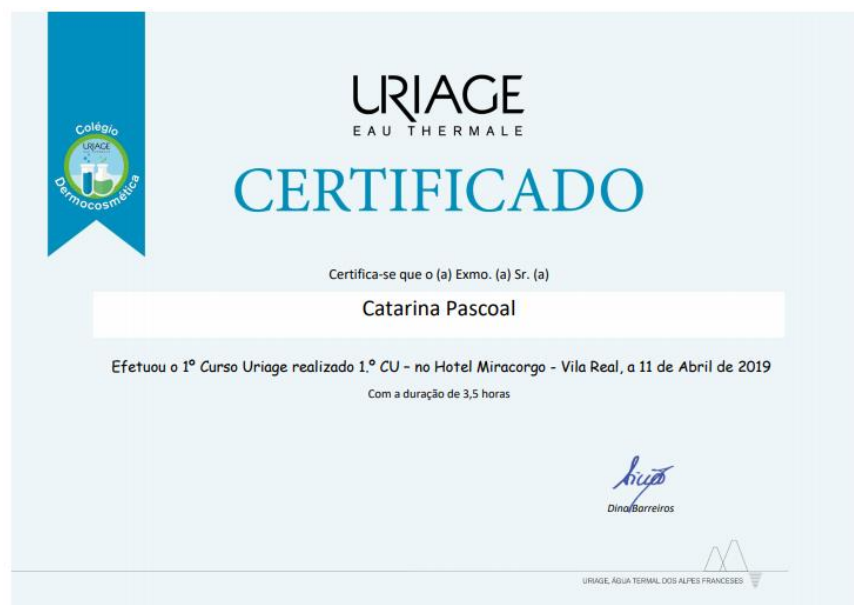 Colégio
URIAGE
Dermocosmética
URIAGE
EAU THERMALE
CERTIFICADO
Certifica-se que o (a) Exmo. (a) Sr. (a)
Catarina Pascoal
Efetuou o 1º Curso Uriage realizado 1.º CU – no Hotel Miracorgo - Vila Real, a 11 de Abril de 2019
Com a duração de 3,5 horas
Dina Barreiros
URIAGE, ÁGUA TERMAL DOS ALPES FRANCESES